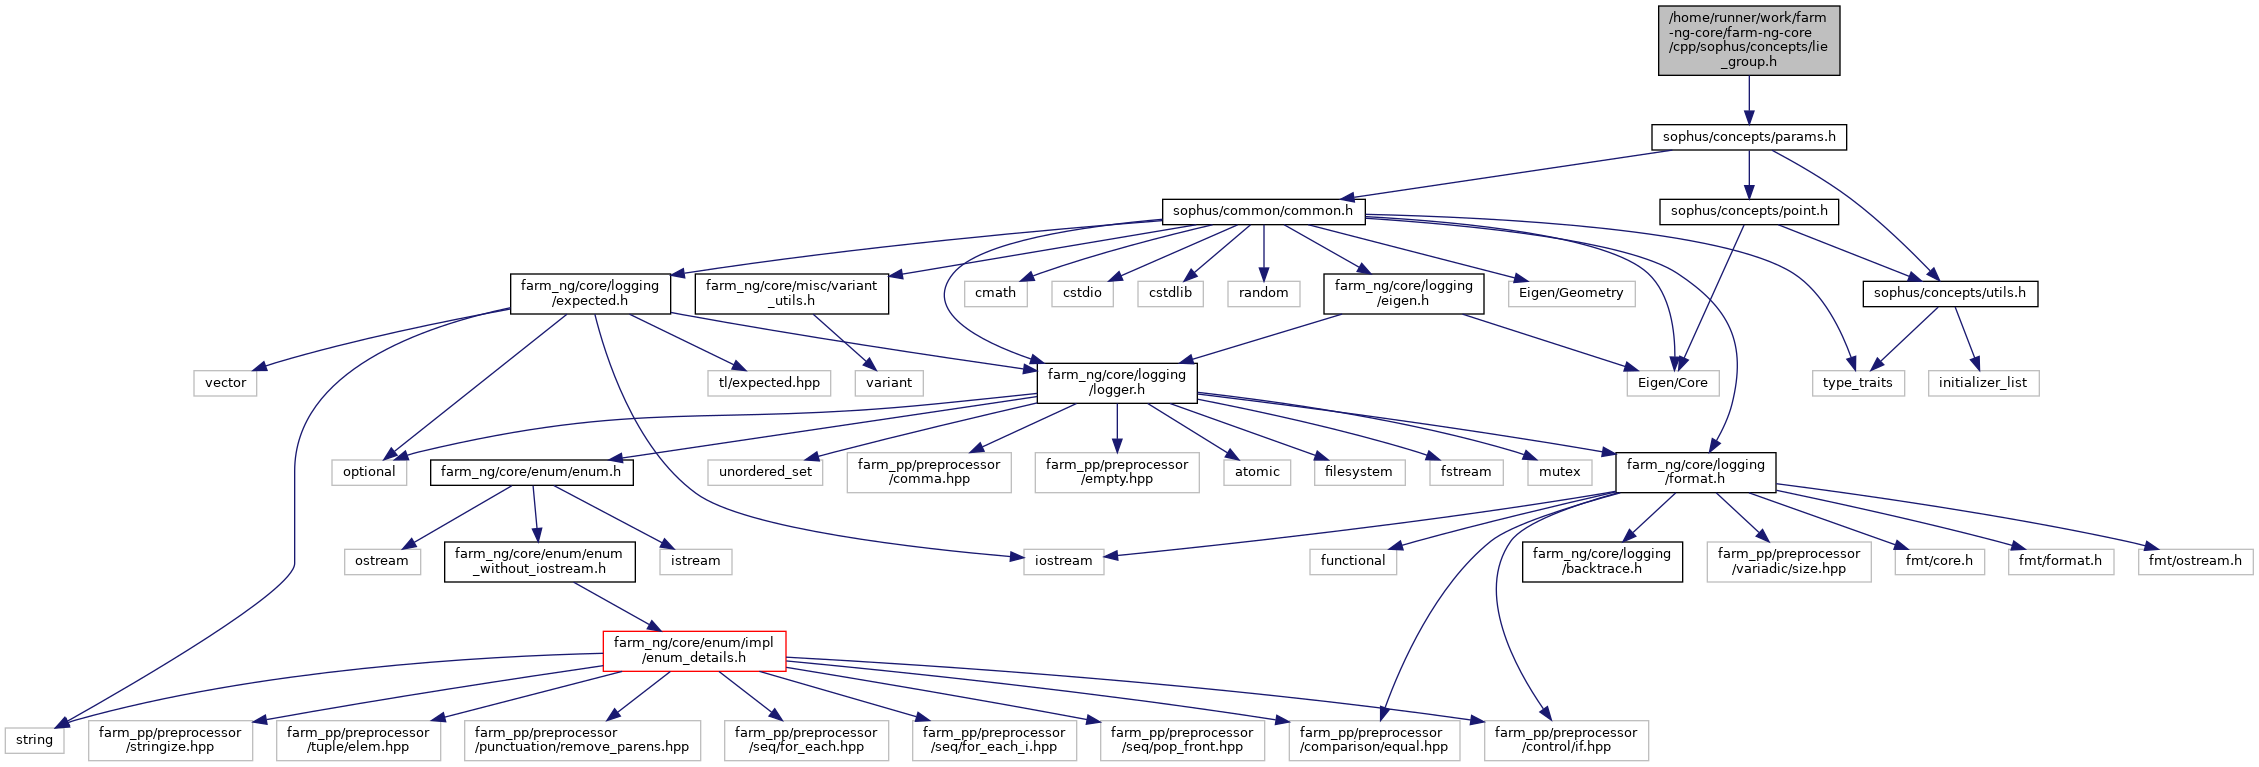 /home/runner/work/farm
-ng-core/farm-ng-core
/cpp/sophus/concepts/lie
_group.h
sophus/concepts/params.h
sophus/common/common.h
sophus/concepts/point.h
farm_ng/core/logging
/expected.h
farm_ng/core/misc/variant
_utils.h
cmath
cstdio
cstdlib
random
farm_ng/core/logging
/eigen.h
Eigen/Geometry
sophus/concepts/utils.h
vector
tl/expected.hpp
variant
farm_ng/core/logging
/logger.h
Eigen/Core
type_traits
initializer_list
optional
farm_ng/core/enum/enum.h
unordered_set
farm_pp/preprocessor
/comma.hpp
farm_pp/preprocessor
/empty.hpp
atomic
filesystem
fstream
mutex
farm_ng/core/logging
/format.h
ostream
farm_ng/core/enum/enum
_without_iostream.h
istream
iostream
functional
farm_ng/core/logging
/backtrace.h
farm_pp/preprocessor
/variadic/size.hpp
fmt/core.h
fmt/format.h
fmt/ostream.h
farm_ng/core/enum/impl
/enum_details.h
string
farm_pp/preprocessor
/stringize.hpp
farm_pp/preprocessor
/tuple/elem.hpp
farm_pp/preprocessor
/punctuation/remove_parens.hpp
farm_pp/preprocessor
/seq/for_each.hpp
farm_pp/preprocessor
/seq/for_each_i.hpp
farm_pp/preprocessor
/seq/pop_front.hpp
farm_pp/preprocessor
/comparison/equal.hpp
farm_pp/preprocessor
/control/if.hpp